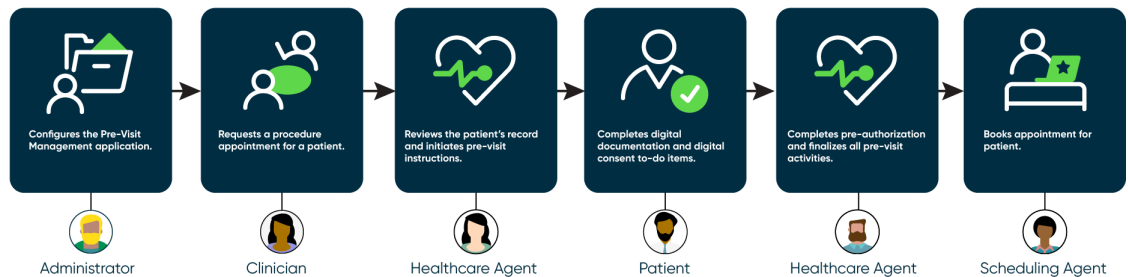 Configures the Pre-Visit
Management application.
Requests a procedure
appointment for a patient.
Reviews the patient's record
and initiates pre-visit
instructions.
Completes digital
documentation and digital
consent to-do items.
Completes pre-authorization
and finalizes all pre-visit
activities.
Books appointment for
patient.
Administrator
Clinician
Healthcare Agent
Patient
Healthcare Agent
Scheduling Agent